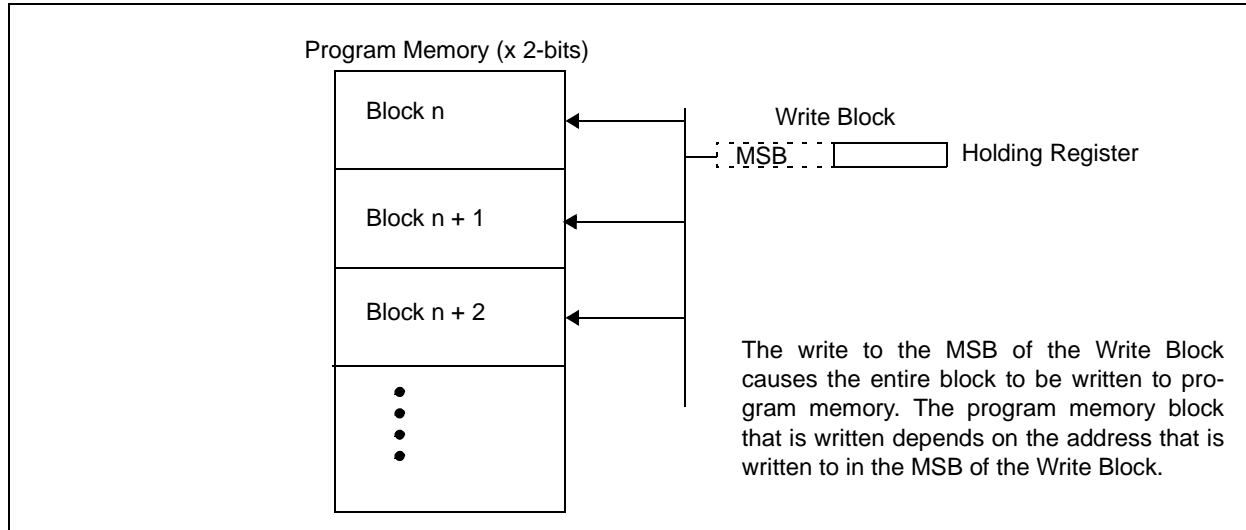 Program Memory (x 2-bits)
Block n
Write Block
MSB
Holding Register
Block n + 1
Block n + 2
The write to the MSB of the Write Block
causes the entire block to be written to pro-
gram memory. The program memory block
that is written depends on the address that is
written to in the MSB of the Write Block.